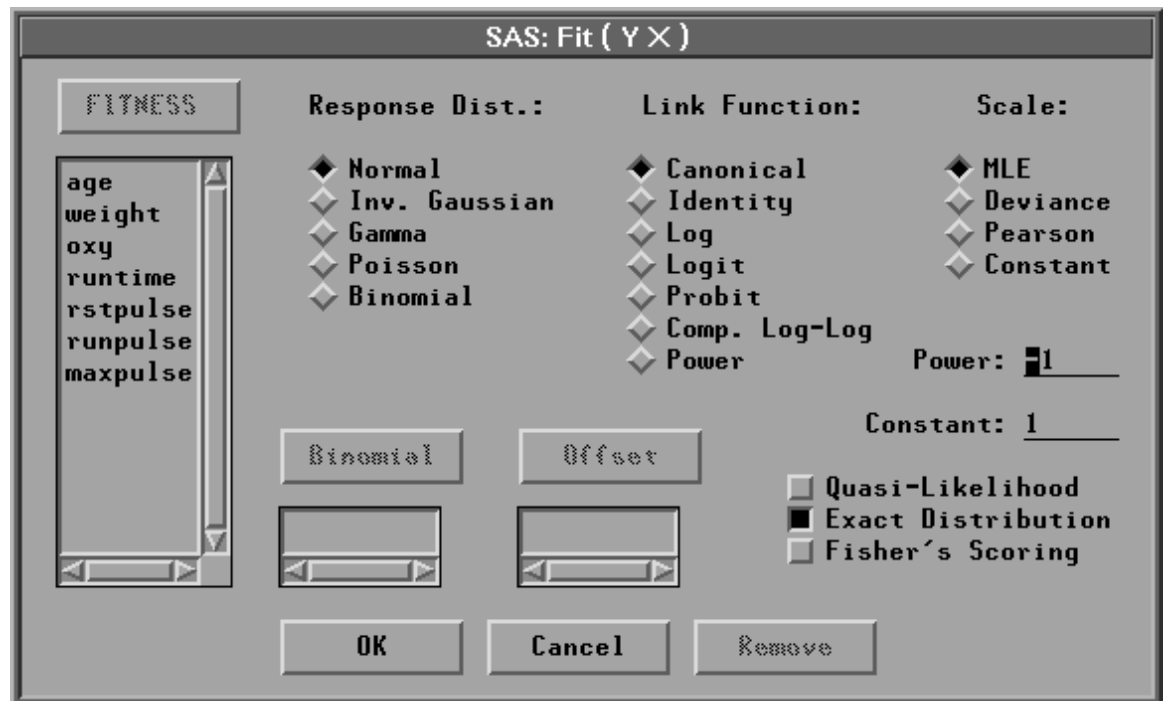 SAS: Fit ( Y X )
FITNESS
age
weight
oxy
runtime
rstpulse
runpulse
maxpulse
Response Dist.:
Normal
Inv. Gaussian
Gamma
Poisson
Binomial
Link Function:
Canonical
Identity
Log
Logit
Probit
Comp. Log-Log
Power
Scale:
MLE
Deviance
Pearson
Constant
Power: -1
Constant: 1
Binomial
Offset
Quasi-Likelihood
Exact Distribution
Fisher's Scoring
OK
Cancel
Remove